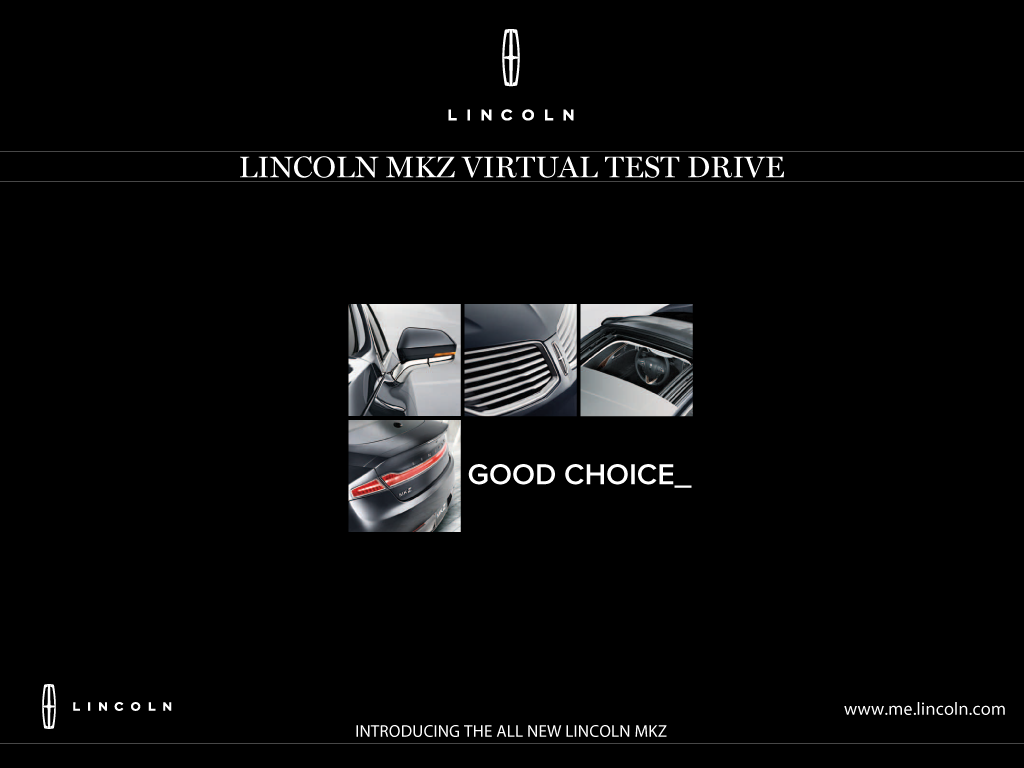 LINCOLN
LINCOLN MKZ VIRTUAL TEST DRIVE
MKZ
GOOD CHOICE_
LINCOLN
www.me.lincoln.com
INTRODUCING THE ALL NEW LINCOLN MKZ